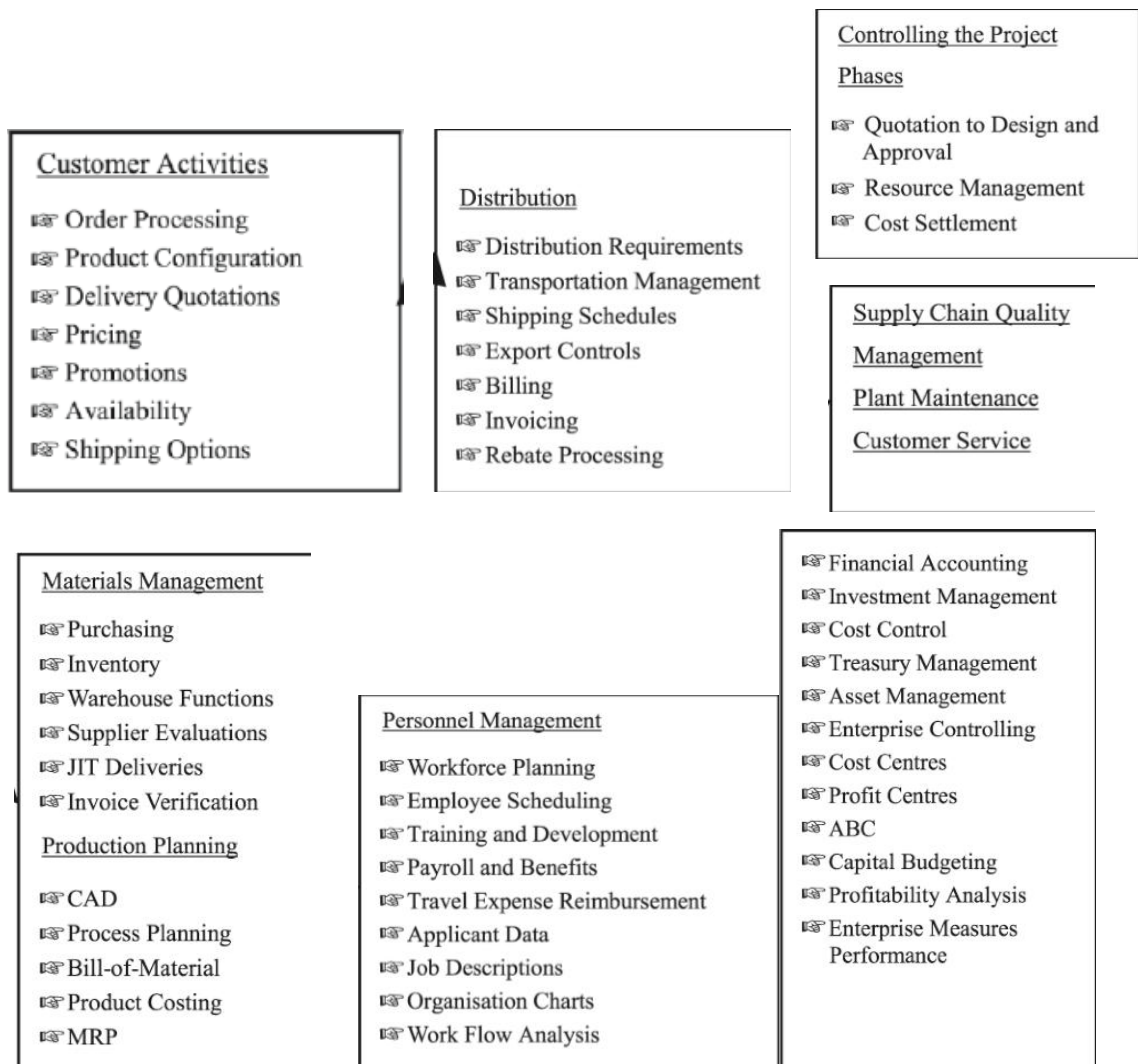 Controlling the Project
Phases
☞ Quotation to Design and
Approval
☞ Resource Management
☞ Cost Settlement
Customer Activities
☞ Order Processing
☞ Product Configuration
☞ Delivery Quotations
☞ Pricing
☞ Promotions
☞ Availability
☞ Shipping Options
Distribution
☞ Distribution Requirements
☞ Transportation Management
☞ Shipping Schedules
☞ Export Controls
☞ Billing
☞ Invoicing
☞ Rebate Processing
Supply Chain Quality
Management
Plant Maintenance
Customer Service
Materials Management
☞ Purchasing
☞ Inventory
☞ Warehouse Functions
☞ Supplier Evaluations
☞ JIT Deliveries
☞ Invoice Verification
Production Planning
☞ CAD
☞ Process Planning
☞ Bill-of-Material
☞ Product Costing
☞ MRP
Personnel Management
☞ Workforce Planning
☞ Employee Scheduling
☞ Training and Development
☞ Payroll and Benefits
☞ Travel Expense Reimbursement
☞ Applicant Data
☞ Job Descriptions
☞ Organisation Charts
☞ Work Flow Analysis
☞ Financial Accounting
☞ Investment Management
☞ Cost Control
☞ Treasury Management
☞ Asset Management
☞ Enterprise Controlling
☞ Cost Centres
☞ Profit Centres
☞ ABC
☞ Capital Budgeting
☞ Profitability Analysis
☞ Enterprise Measures
Performance